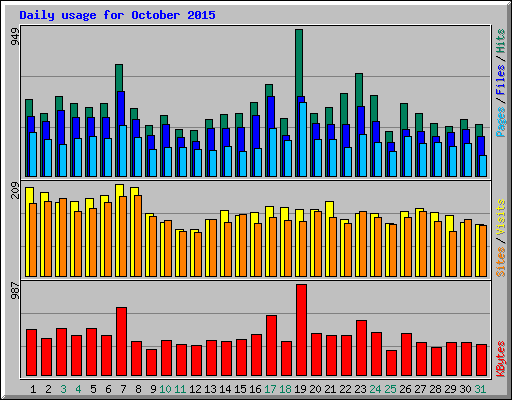 Daily usage for October 2015
949
Pages / Files / Hits
209
Sites / Visits
987
KBytes
1 2 3 4 5 6 7 8 9 10 11 12 13 14 15 16 17 18 19 20 21 22 23 24 25 26 27 28 29 30 31